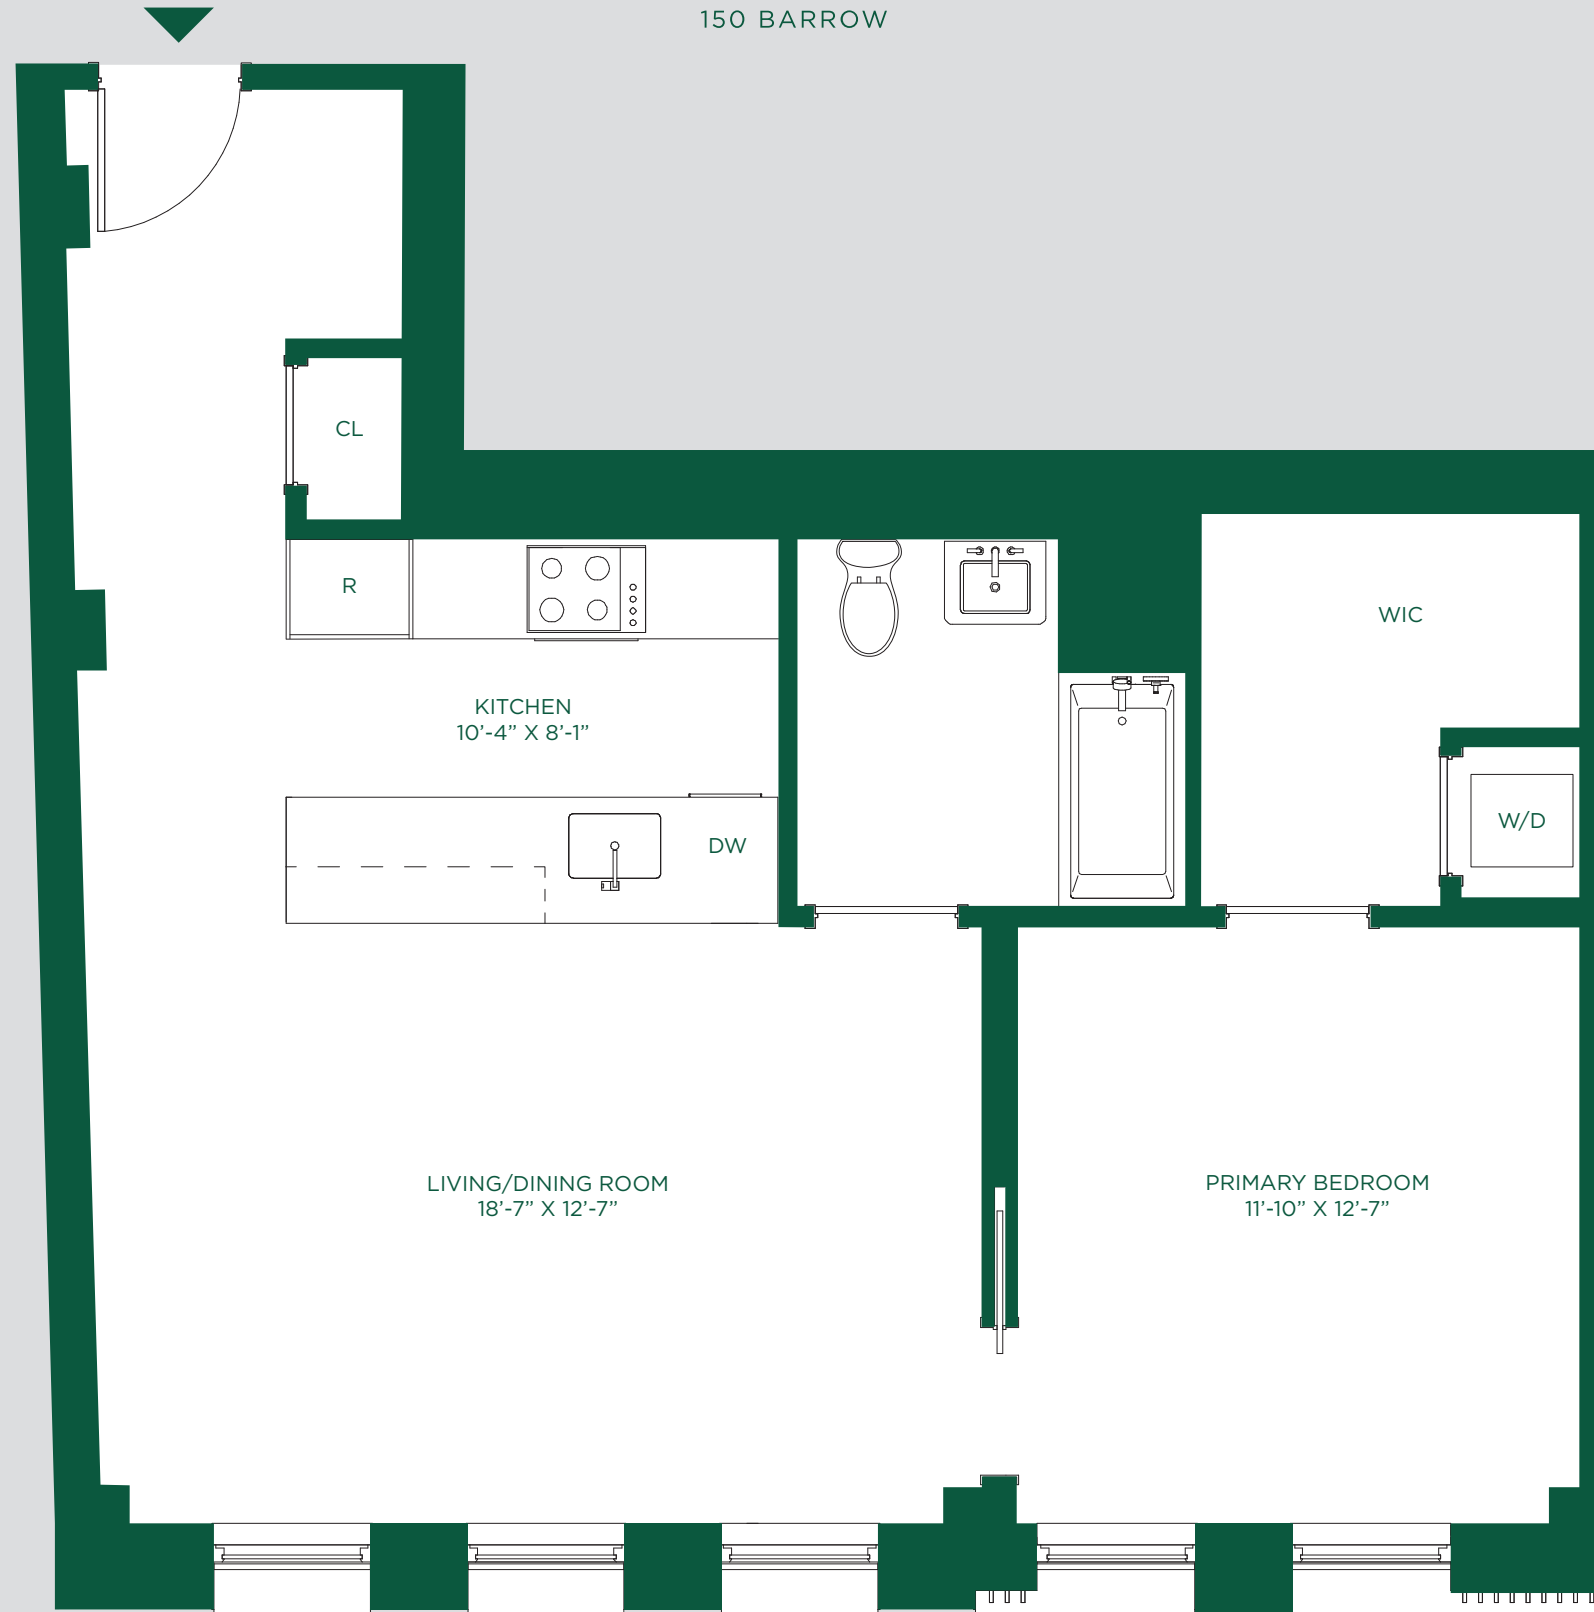 150 BARROW
CL
R
WIC
KITCHEN
10’-4” X 8’-1”
W/D
DW
LIVING/DINING ROOM
18’-7” X 12’-7”
PRIMARY BEDROOM
11’-10” X 12’-7”